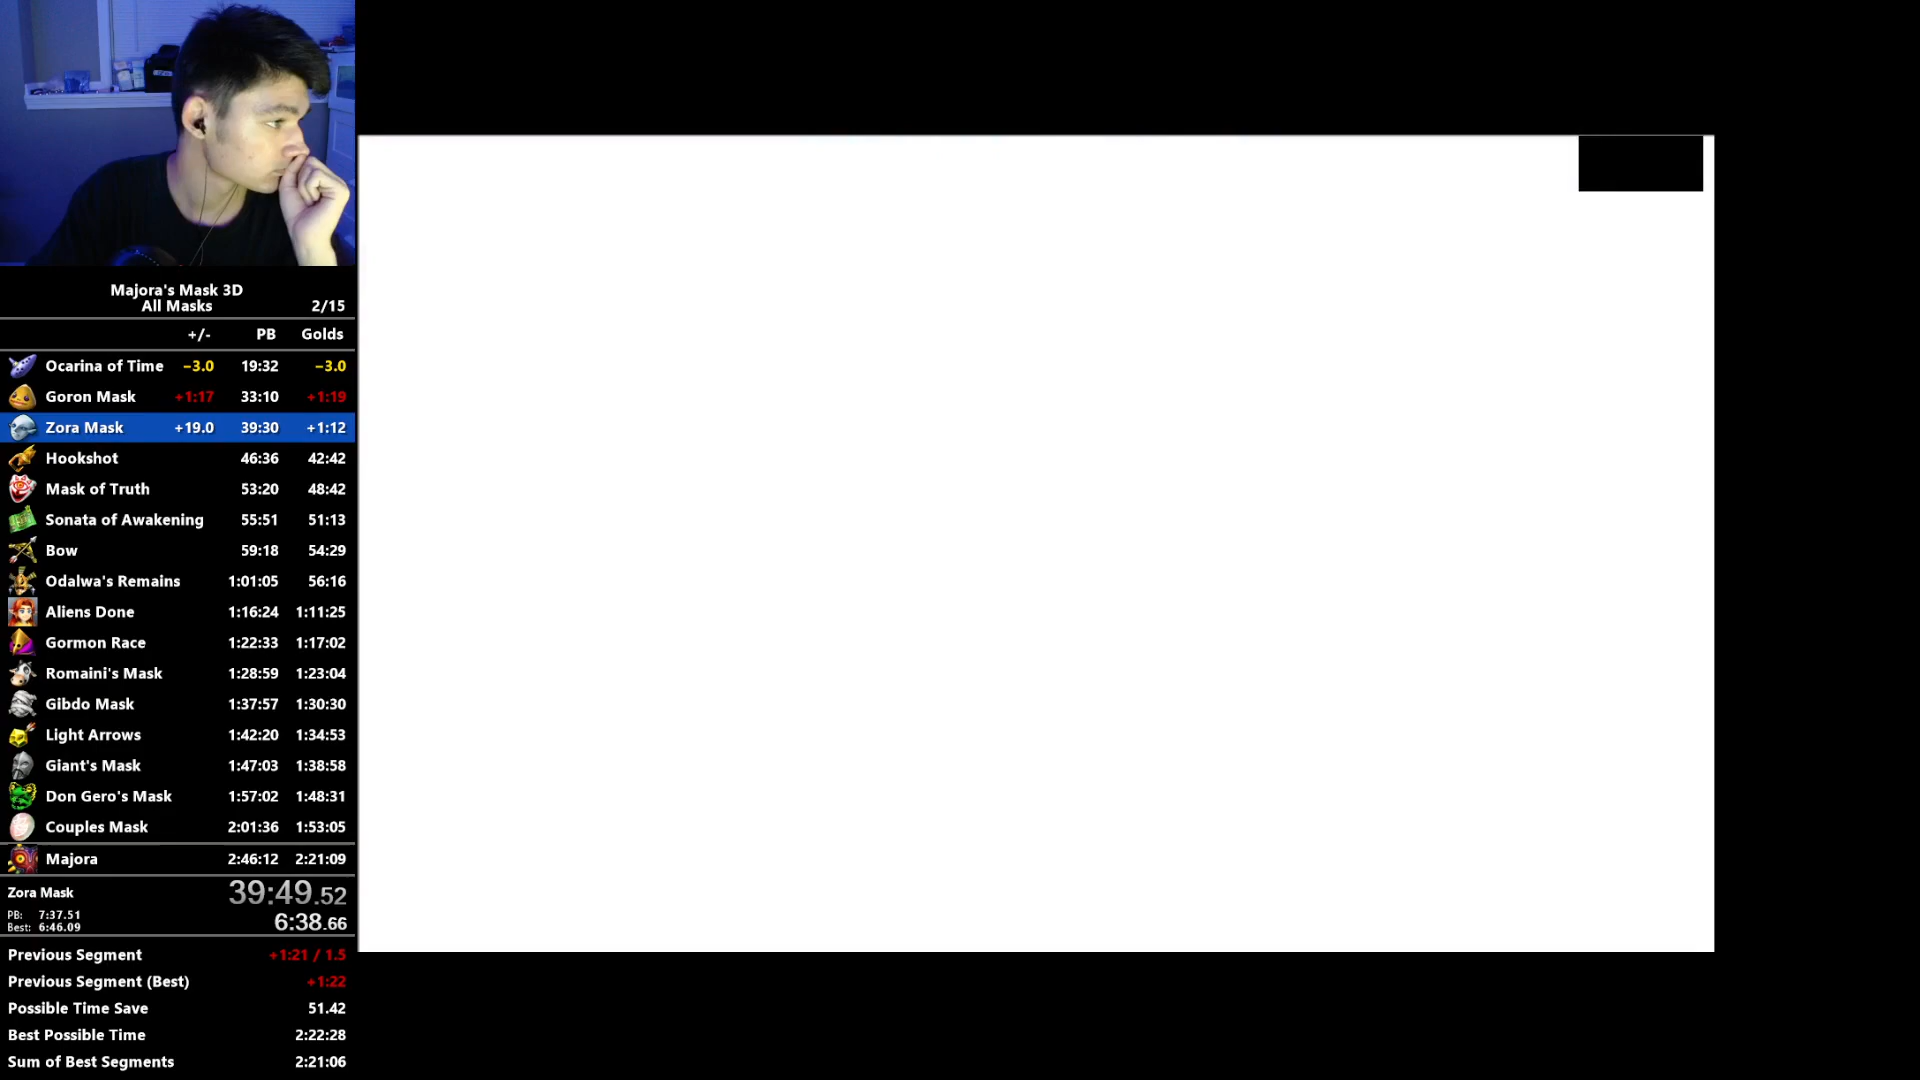 Majora's Mask 3D
All Masks 2/15
+/- PB Golds
Ocarina of Time −3.0 19:32 −3.0
Goron Mask +1:17 33:10 +1:19
Zora Mask +19.0 39:30 +1:12
Hookshot 46:36 42:42
Mask of Truth 53:20 48:42
Sonata of Awakening 55:51 51:13
Bow 59:18 54:29
Odalwa's Remains 1:01:05 56:16
Aliens Done 1:16:24 1:11:25
Gormon Race 1:22:33 1:17:02
Romaini's Mask 1:28:59 1:23:04
Gibdo Mask 1:37:57 1:30:30
Light Arrows 1:42:20 1:34:53
Giant's Mask 1:47:03 1:38:58
Don Gero's Mask 1:57:02 1:48:31
Couples Mask 2:01:36 1:53:05
Majora 2:46:12 2:21:09
Zora Mask 39:49.52
PB: 7:37.51
Best: 6:46.09 6:38.66
Previous Segment +1:21 / 1.5
Previous Segment (Best) +1:22
Possible Time Save 51.42
Best Possible Time 2:22:28
Sum of Best Segments 2:21:06